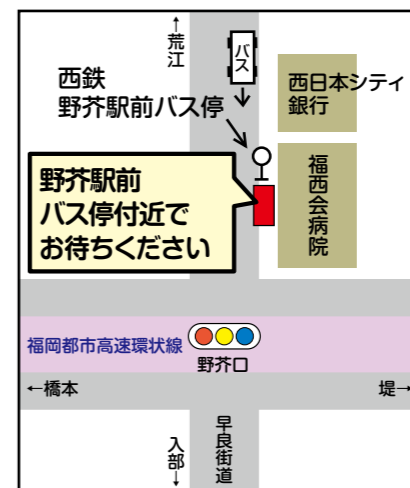 ←荒江
バス
西鉄
野芥駅前バス停
西日本シティ
銀行
野芥駅前
バス停付近で
お待ちください
福西会病院
福岡都市高速環状線
野芥口
←橋本
堤→
入部→
早良街道